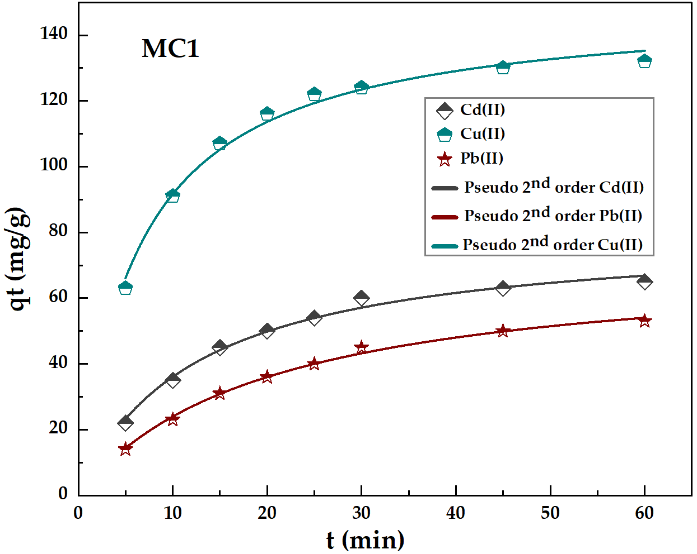 MC1
140
120
100
80
60
40
20
0
qt (mg/g)
Cd(II)
Cu(II)
Pb(II)
Pseudo 2nd order Cd(II)
Pseudo 2nd order Pb(II)
Pseudo 2nd order Cu(II)
0 10 20 30 40 50 60
t (min)